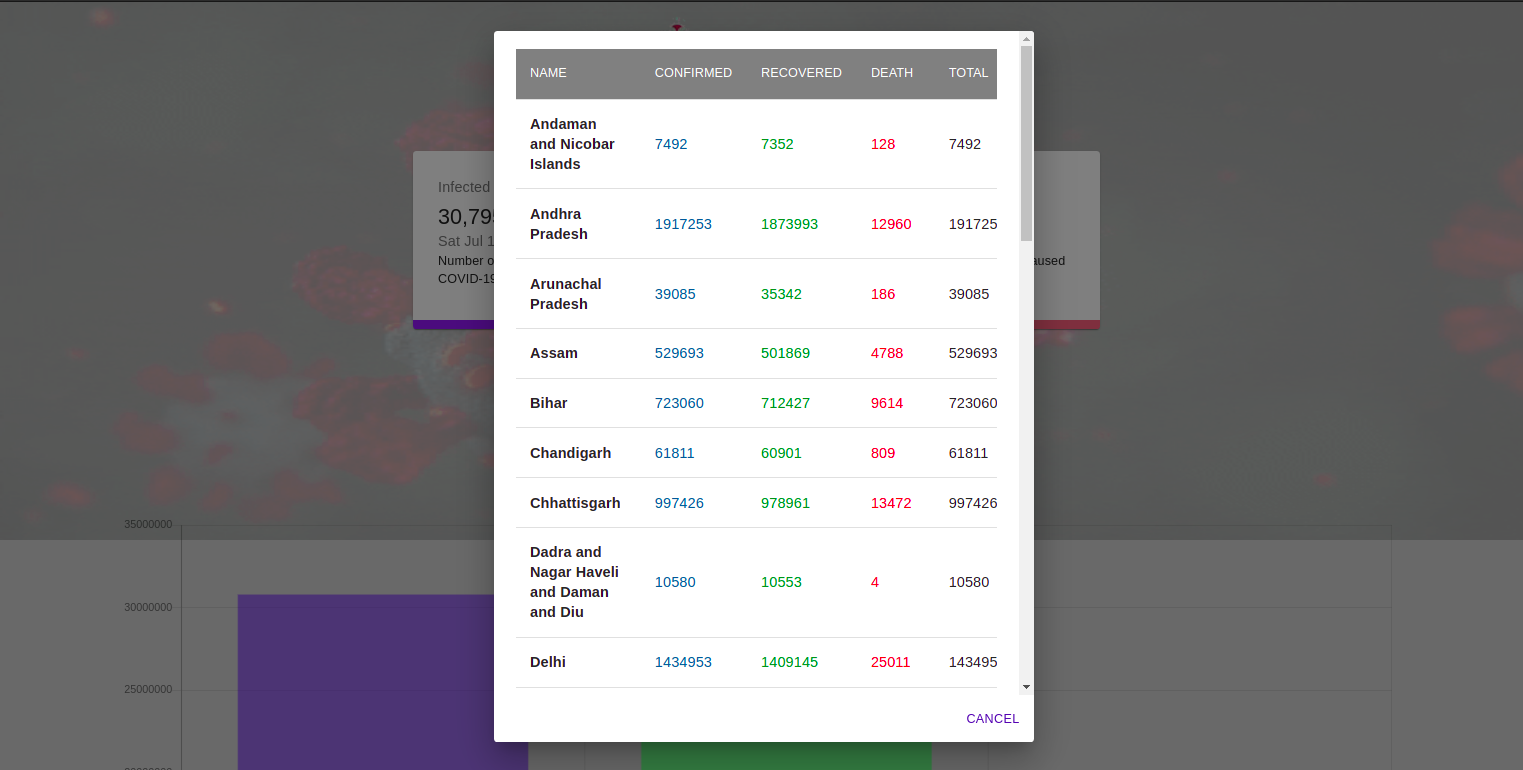 NAME CONFIRMED RECOVERED DEATH TOTAL
Andaman
and Nicobar 7492 7352 128 7492
Islands
Andhra
Pradesh 1917253 1873993 12960 191725
Arunachal
Pradesh 39085 35342 186 39085
Assam 529693 501869 4788 529693
Bihar 723060 712427 9614 723060
Chandigarh 61811 60901 809 61811
Chhattisgarh 997426 978961 13472 997426
Dadra and
Nagar Haveli
and Daman 10580 10553 4 10580
and Diu
Delhi 1434953 1409145 25011 143495
CANCEL
Infected
30,795
Sat Jul 1
Number o
COVID-19
aused
35000000
30000000
25000000